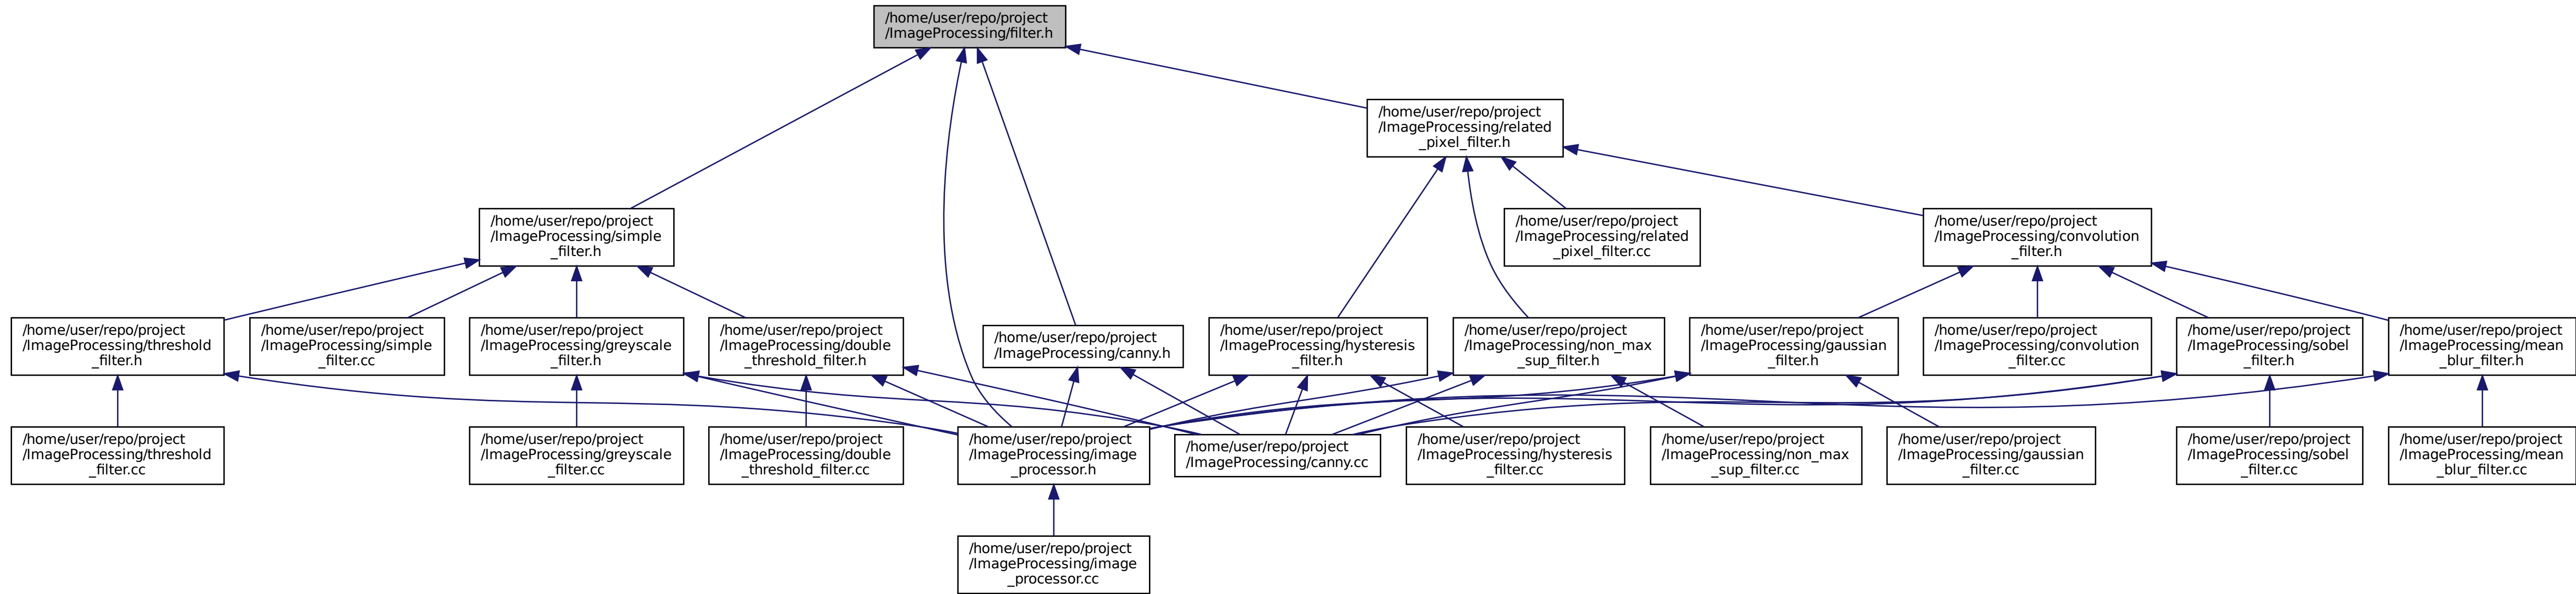 /home/user/repo/project
/ImageProcessing/filter.h
/home/user/repo/project
/ImageProcessing/related
_pixel_filter.h
/home/user/repo/project
/ImageProcessing/simple
_filter.h
/home/user/repo/project
/ImageProcessing/related
_pixel_filter.cc
/home/user/repo/project
/ImageProcessing/convolution
_filter.h
/home/user/repo/project
/ImageProcessing/threshold
_filter.h
/home/user/repo/project
/ImageProcessing/simple
_filter.cc
/home/user/repo/project
/ImageProcessing/greyscale
_filter.h
/home/user/repo/project
/ImageProcessing/double
_threshold_filter.h
/home/user/repo/project
/ImageProcessing/canny.h
/home/user/repo/project
/ImageProcessing/hysteresis
_filter.h
/home/user/repo/project
/ImageProcessing/non_max
_sup_filter.h
/home/user/repo/project
/ImageProcessing/gaussian
_filter.h
/home/user/repo/project
/ImageProcessing/convolution
_filter.cc
/home/user/repo/project
/ImageProcessing/sobel
_filter.h
/home/user/repo/project
/ImageProcessing/mean
_blur_filter.h
/home/user/repo/project
/ImageProcessing/threshold
_filter.cc
/home/user/repo/project
/ImageProcessing/greyscale
_filter.cc
/home/user/repo/project
/ImageProcessing/double
_threshold_filter.cc
/home/user/repo/project
/ImageProcessing/image
_processor.h
/home/user/repo/project
/ImageProcessing/canny.cc
/home/user/repo/project
/ImageProcessing/hysteresis
_filter.cc
/home/user/repo/project
/ImageProcessing/non_max
_sup_filter.cc
/home/user/repo/project
/ImageProcessing/gaussian
_filter.cc
/home/user/repo/project
/ImageProcessing/sobel
_filter.cc
/home/user/repo/project
/ImageProcessing/mean
_blur_filter.cc
/home/user/repo/project
/ImageProcessing/image
_processor.cc